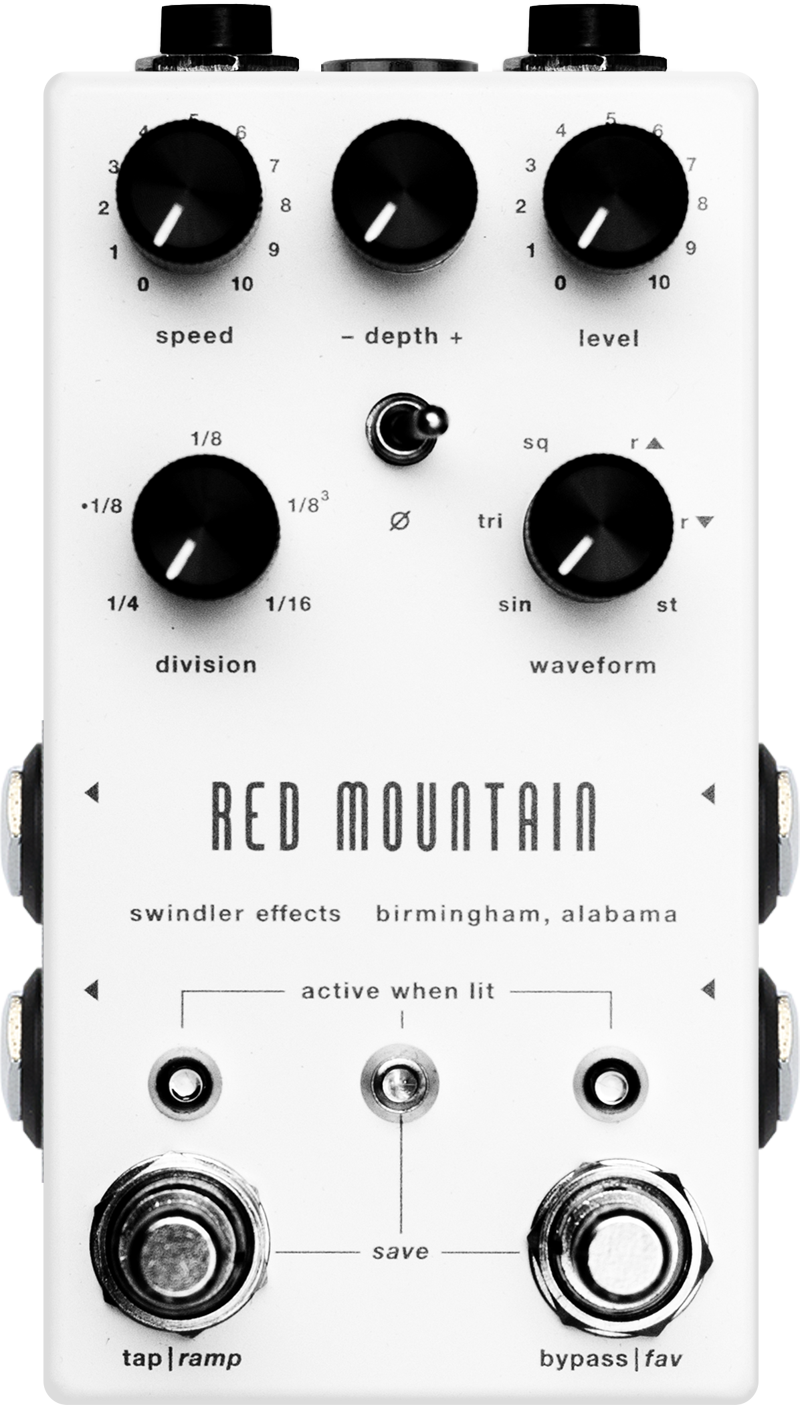 4 5 6
3 7
2 8
1 9
0 10
speed
– depth +
4 5 6
3 7
2 8
1 9
0 10
level
1/8
•1/8 1/8³
1/4 1/16
division
Ø
sq r▲
tri r▼
sin st
waveform
RED MOUNTAIN
swindler effects birmingham, alabama
active when lit
save
tap|ramp
bypass|fav